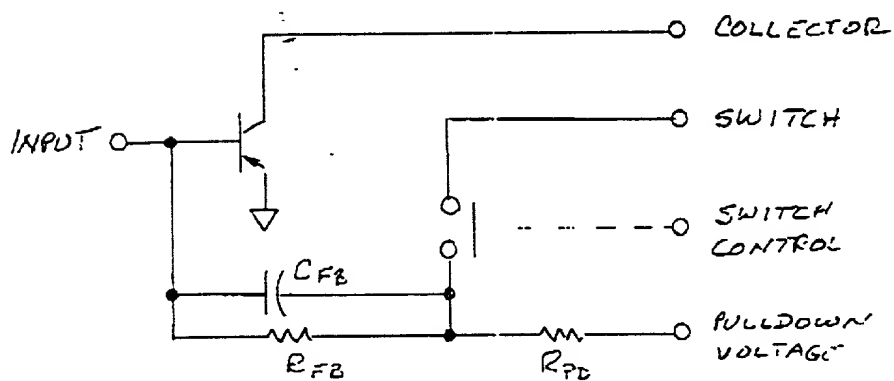 COLLECTOR
SWITCH
INPUT
SWITCH
CONTROL
CFB
PULLDOWN
VOLTAGE
RFB
RPD